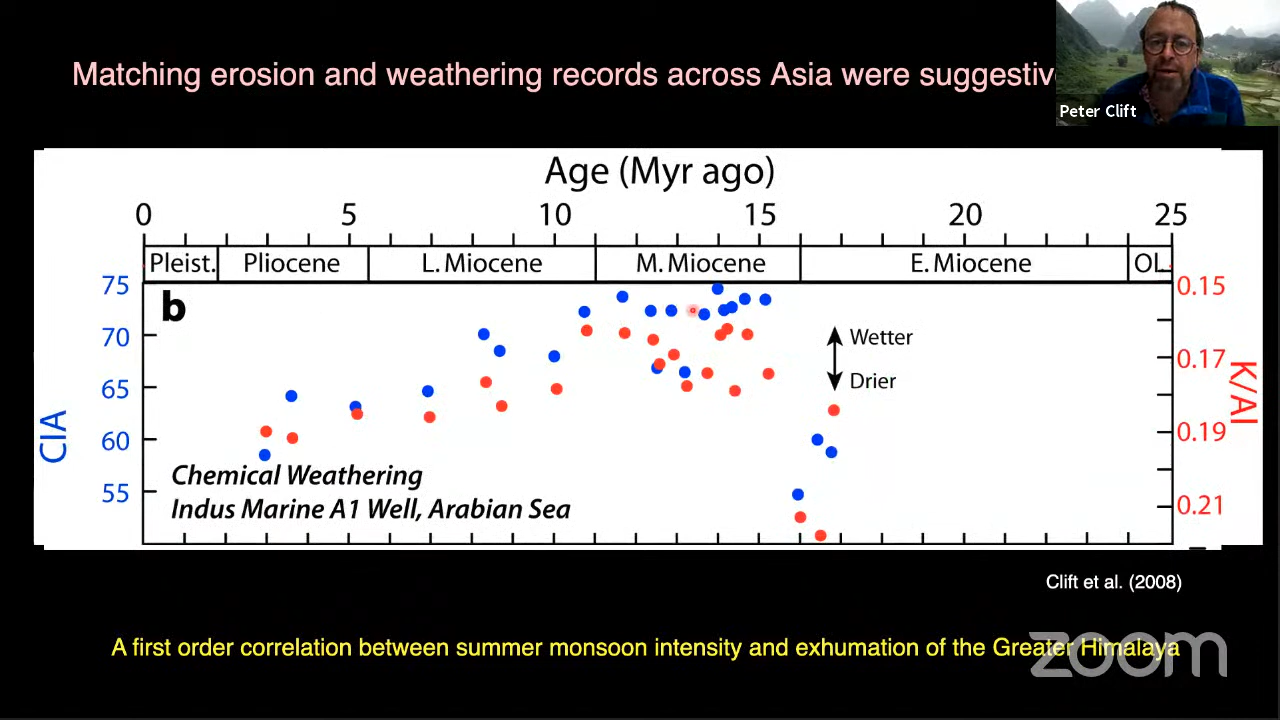 Matching erosion and weathering records across Asia were suggestive
Peter Clift
Age (Myr ago)
0 5 10 15 20 25
Pleist. Pliocene L. Miocene M. Miocene E. Miocene OL.
75 0.15
b
70 Wetter 0.17
65 Drier
CIA K/Al
60 0.19
Chemical Weathering
55 Indus Marine A1 Well, Arabian Sea 0.21
Clift et al. (2008)
A first order correlation between summer monsoon intensity and exhumation of the Greater Himalaya
zoom